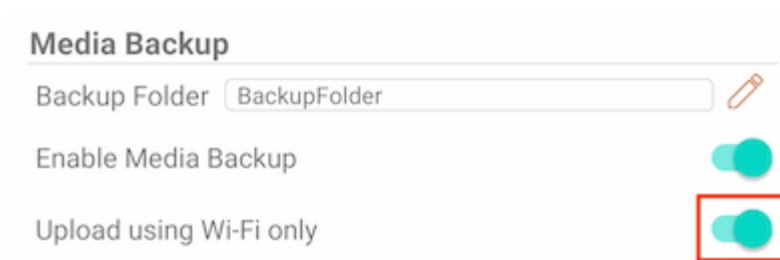 Media Backup
Backup Folder BackupFolder
Enable Media Backup
Upload using Wi-Fi only